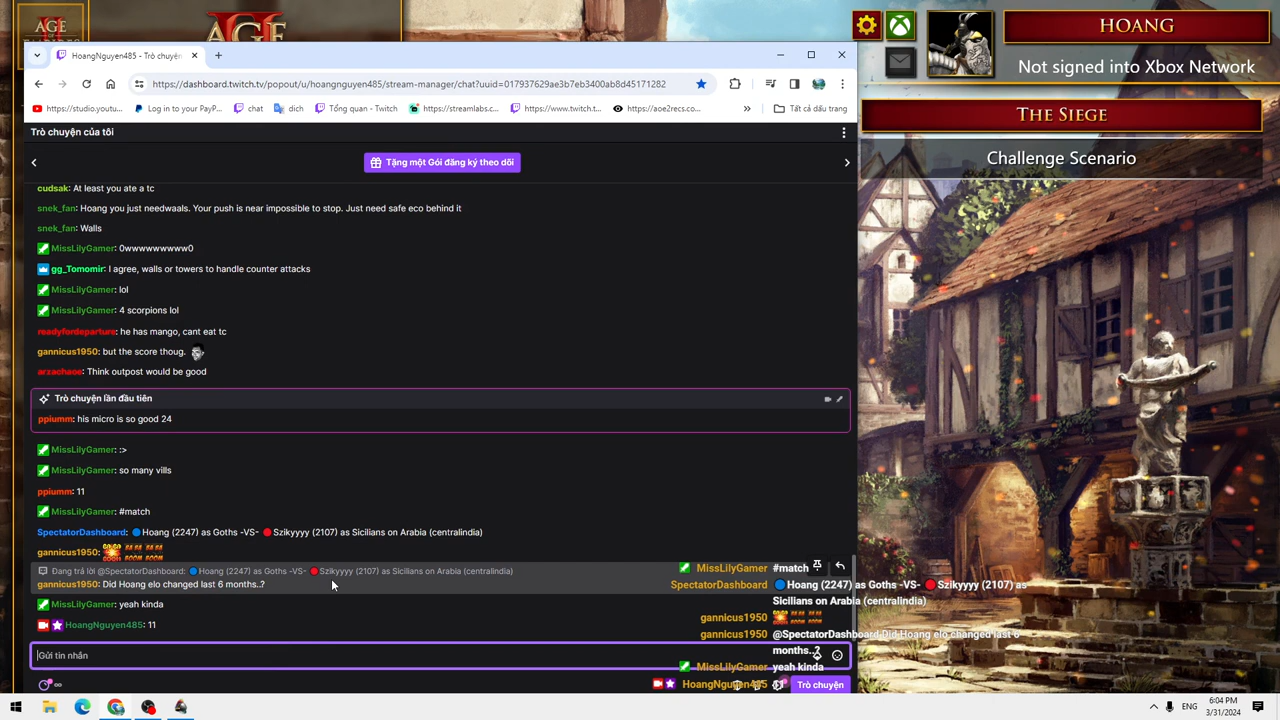 AGE
II
AGE
HOANG
Not signed into Xbox Network
THE SIEGE
Challenge Scenario
HoangNguyen485 - Trò chuyện
https://dashboard.twitch.tv/popout/u/hoangnguyen485/stream-manager/chat?uuid=017937629ae3b7eb3400ab8d45171282
https://studio.youtu...
Log in to your PayP...
chat
dich
Tổng quan - Twitch
https://streamlabs.c...
https://www.twitch.t...
https://aoe2recs.co...
»
Tất cả dấu trang
Trò chuyện của tôi
Tặng một Gói đăng ký theo dõi
cudsak: At least you ate a tc
snek_fan: Hoang you just needwaals. Your push is near impossible to stop. Just need safe eco behind it
snek_fan: Walls
MissLilyGamer: 0wwwwwwwww0
gg_Tomomir: I agree, walls or towers to handle counter attacks
MissLilyGamer: lol
MissLilyGamer: 4 scorpions lol
readyfordeparture: he has mango, cant eat tc
gannicus1950: but the score thoug.
arzachaoe: Think outpost would be good
Trò chuyện lần đầu tiên
ppiumm: his micro is so good 24
MissLilyGamer: :>
MissLilyGamer: so many vills
ppiumm: 11
MissLilyGamer: #match
SpectatorDashboard: Hoang (2247) as Goths -VS- Szikyyyy (2107) as Sicilians on Arabia (centralindia)
gannicus1950:
Đang trả lời @SpectatorDashboard: Hoang (2247) as Goths -VS- Szikyyyy (2107) as Sicilians on Arabia (centralindia)
gannicus1950: Did Hoang elo changed last 6 months..?
MissLilyGamer: yeah kinda
HoangNguyen485: 11
MissLilyGamer #match
SpectatorDashboard Hoang (2247) as Goths -VS- Szikyyyy (2107) as
Sicilians on Arabia (centralindia)
gannicus1950
gannicus1950 @SpectatorDashboard Did Hoang elo changed last 6
months..?
MissLilyGamer yeah kinda
HoangNguyen485
Gửi tin nhắn
Trò chuyện
ENG
6:04 PM
3/31/2024